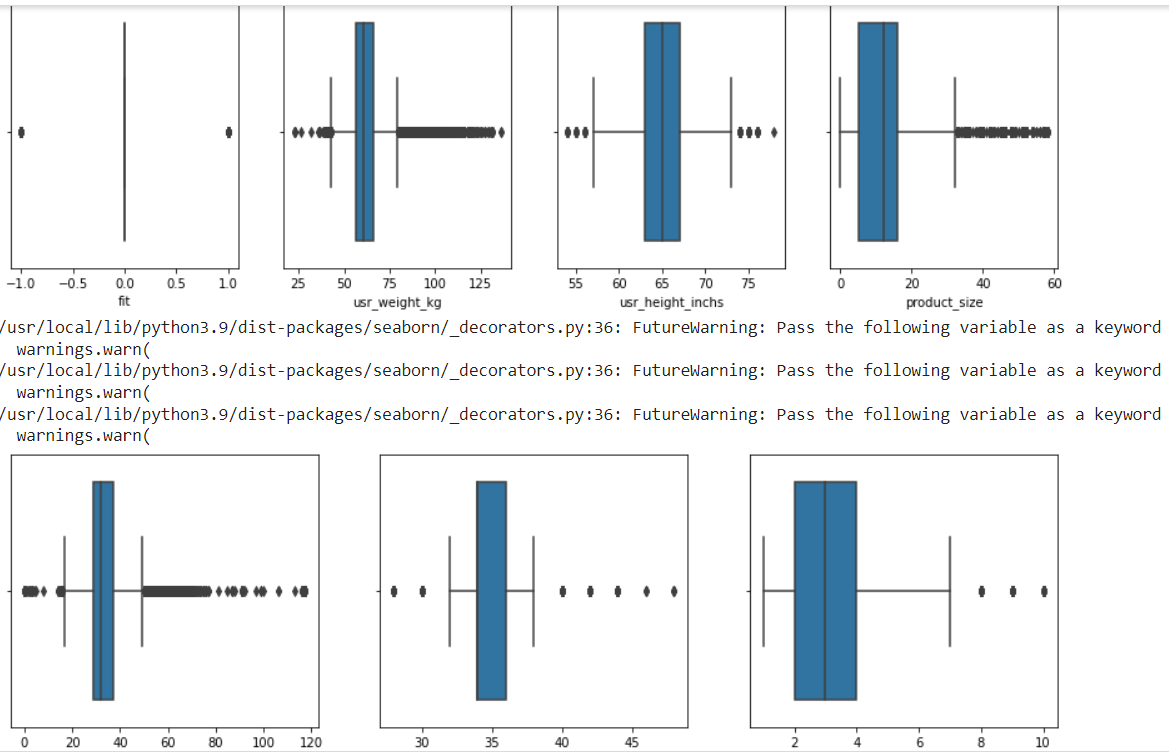 −1.0 −0.5 0.0 0.5 1.0
fit
25 50 75 100 125
usr_weight_kg
55 60 65 70 75
usr_height_inchs
0 20 40 60
product_size
/usr/local/lib/python3.9/dist-packages/seaborn/_decorators.py:36: FutureWarning: Pass the following variable as a keyword
warnings.warn(
/usr/local/lib/python3.9/dist-packages/seaborn/_decorators.py:36: FutureWarning: Pass the following variable as a keyword
warnings.warn(
/usr/local/lib/python3.9/dist-packages/seaborn/_decorators.py:36: FutureWarning: Pass the following variable as a keyword
warnings.warn(
0 20 40 60 80 100 120
30 35 40 45
2 4 6 8 10